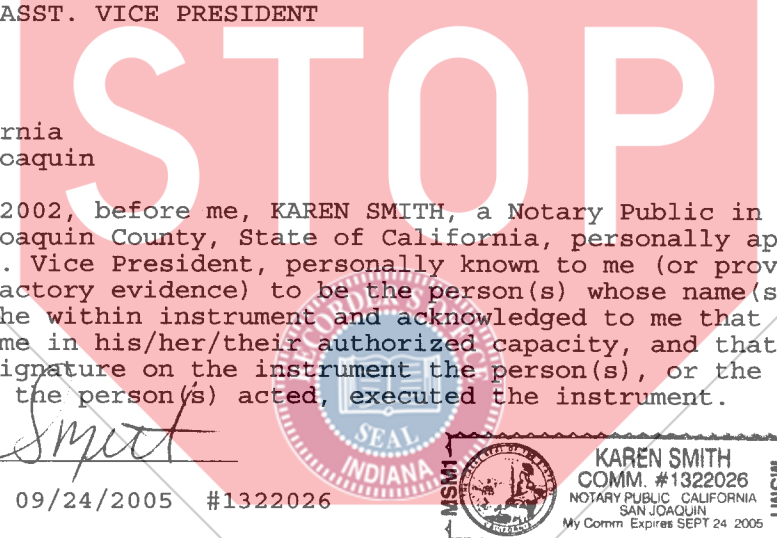 ASST. VICE PRESIDENT
STOP
rnia
oaquin
2002, before me, KAREN SMITH, a Notary Public in
oaquin County, State of California, personally ap
. Vice President, personally known to me (or prov
actory evidence) to be the person(s) whose name(s
he within instrument and acknowledged to me that
me in his/her/their authorized capacity, and that
ignature on the instrument the person(s), or the
the person(s) acted, executed the instrument.
SEAL
INDIANA
09/24/2005 #1322026
MSM1
KAREN SMITH
COMM. #1322026
NOTARY PUBLIC CALIFORNIA
SAN JOAQUIN
My Comm Expires SEPT 24 2005